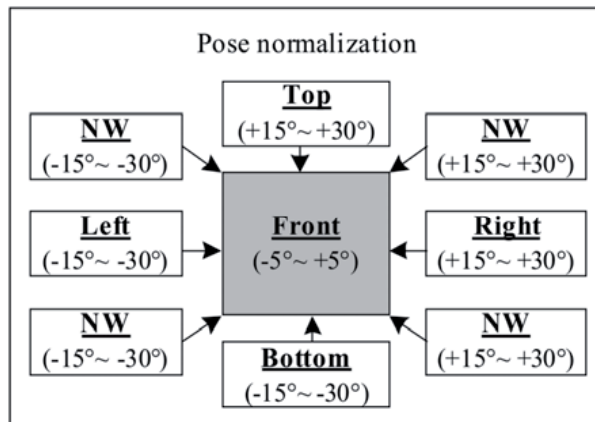 Pose normalization
Top
(+15°~ +30°)
NW
(-15°~ -30°)
NW
(+15°~ +30°)
Left
(-15°~ -30°)
Front
(-5°~ +5°)
Right
(+15°~ +30°)
NW
(-15°~ -30°)
NW
(+15°~ +30°)
Bottom
(-15°~ -30°)